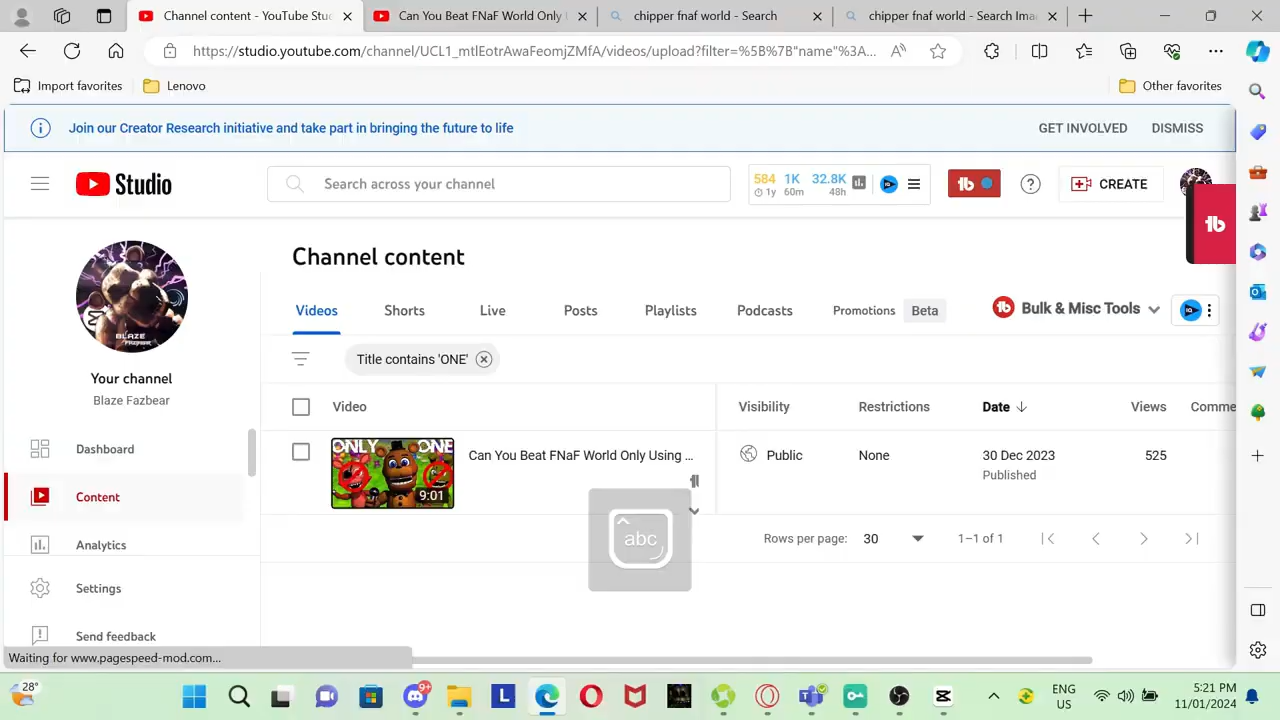 Channel content - YouTube Stu
Can You Beat FNaF World Only U
chipper fnaf world - Search
chipper fnaf world - Search Imag
https://studio.youtube.com/channel/UCL1_mtlEotrAwaFeomjZMfA/videos/upload?filter=%5B%7B"name"%3A...
Import favorites
Lenovo
Other favorites
Join our Creator Research initiative and take part in bringing the future to life
GET INVOLVED
DISMISS
Studio
Search across your channel
584 1K 32.8K
1y 60m 48h
CREATE
Channel content
Videos Shorts Live Posts Playlists Podcasts Promotions Beta
Bulk & Misc Tools
Title contains 'ONE'
BLAZE
FAZBEAR
Your channel
Blaze Fazbear
Video Visibility Restrictions Date Views Comme
ONLY ONE
9:01
Can You Beat FNaF World Only Using ...
Public None 30 Dec 2023 525
Published
Dashboard
Content
Analytics
Settings
Send feedback
abc
Rows per page: 30 1–1 of 1
Waiting for www.pagespeed-mod.com...
28°
9+
ENG
US
5:21 PM
11/01/2024